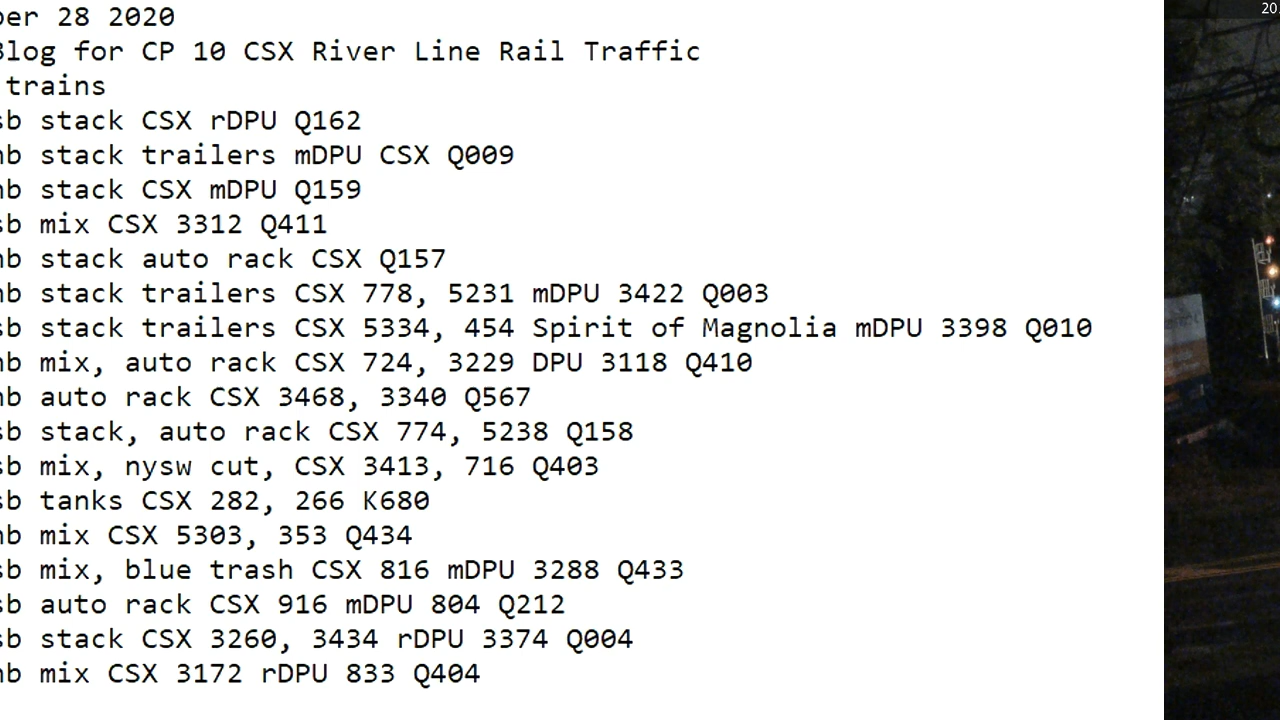 ber 28 2020
Blog for CP 10 CSX River Line Rail Traffic
trains
sb stack CSX rDPU Q162
nb stack trailers mDPU CSX Q009
nb stack CSX mDPU Q159
sb mix CSX 3312 Q411
nb stack auto rack CSX Q157
nb stack trailers CSX 778, 5231 mDPU 3422 Q003
sb stack trailers CSX 5334, 454 Spirit of Magnolia mDPU 3398 Q010
nb mix, auto rack CSX 724, 3229 DPU 3118 Q410
nb auto rack CSX 3468, 3340 Q567
sb stack, auto rack CSX 774, 5238 Q158
sb mix, nysw cut, CSX 3413, 716 Q403
sb tanks CSX 282, 266 K680
nb mix CSX 5303, 353 Q434
sb mix, blue trash CSX 816 mDPU 3288 Q433
sb auto rack CSX 916 mDPU 804 Q212
sb stack CSX 3260, 3434 rDPU 3374 Q004
nb mix CSX 3172 rDPU 833 Q404
20